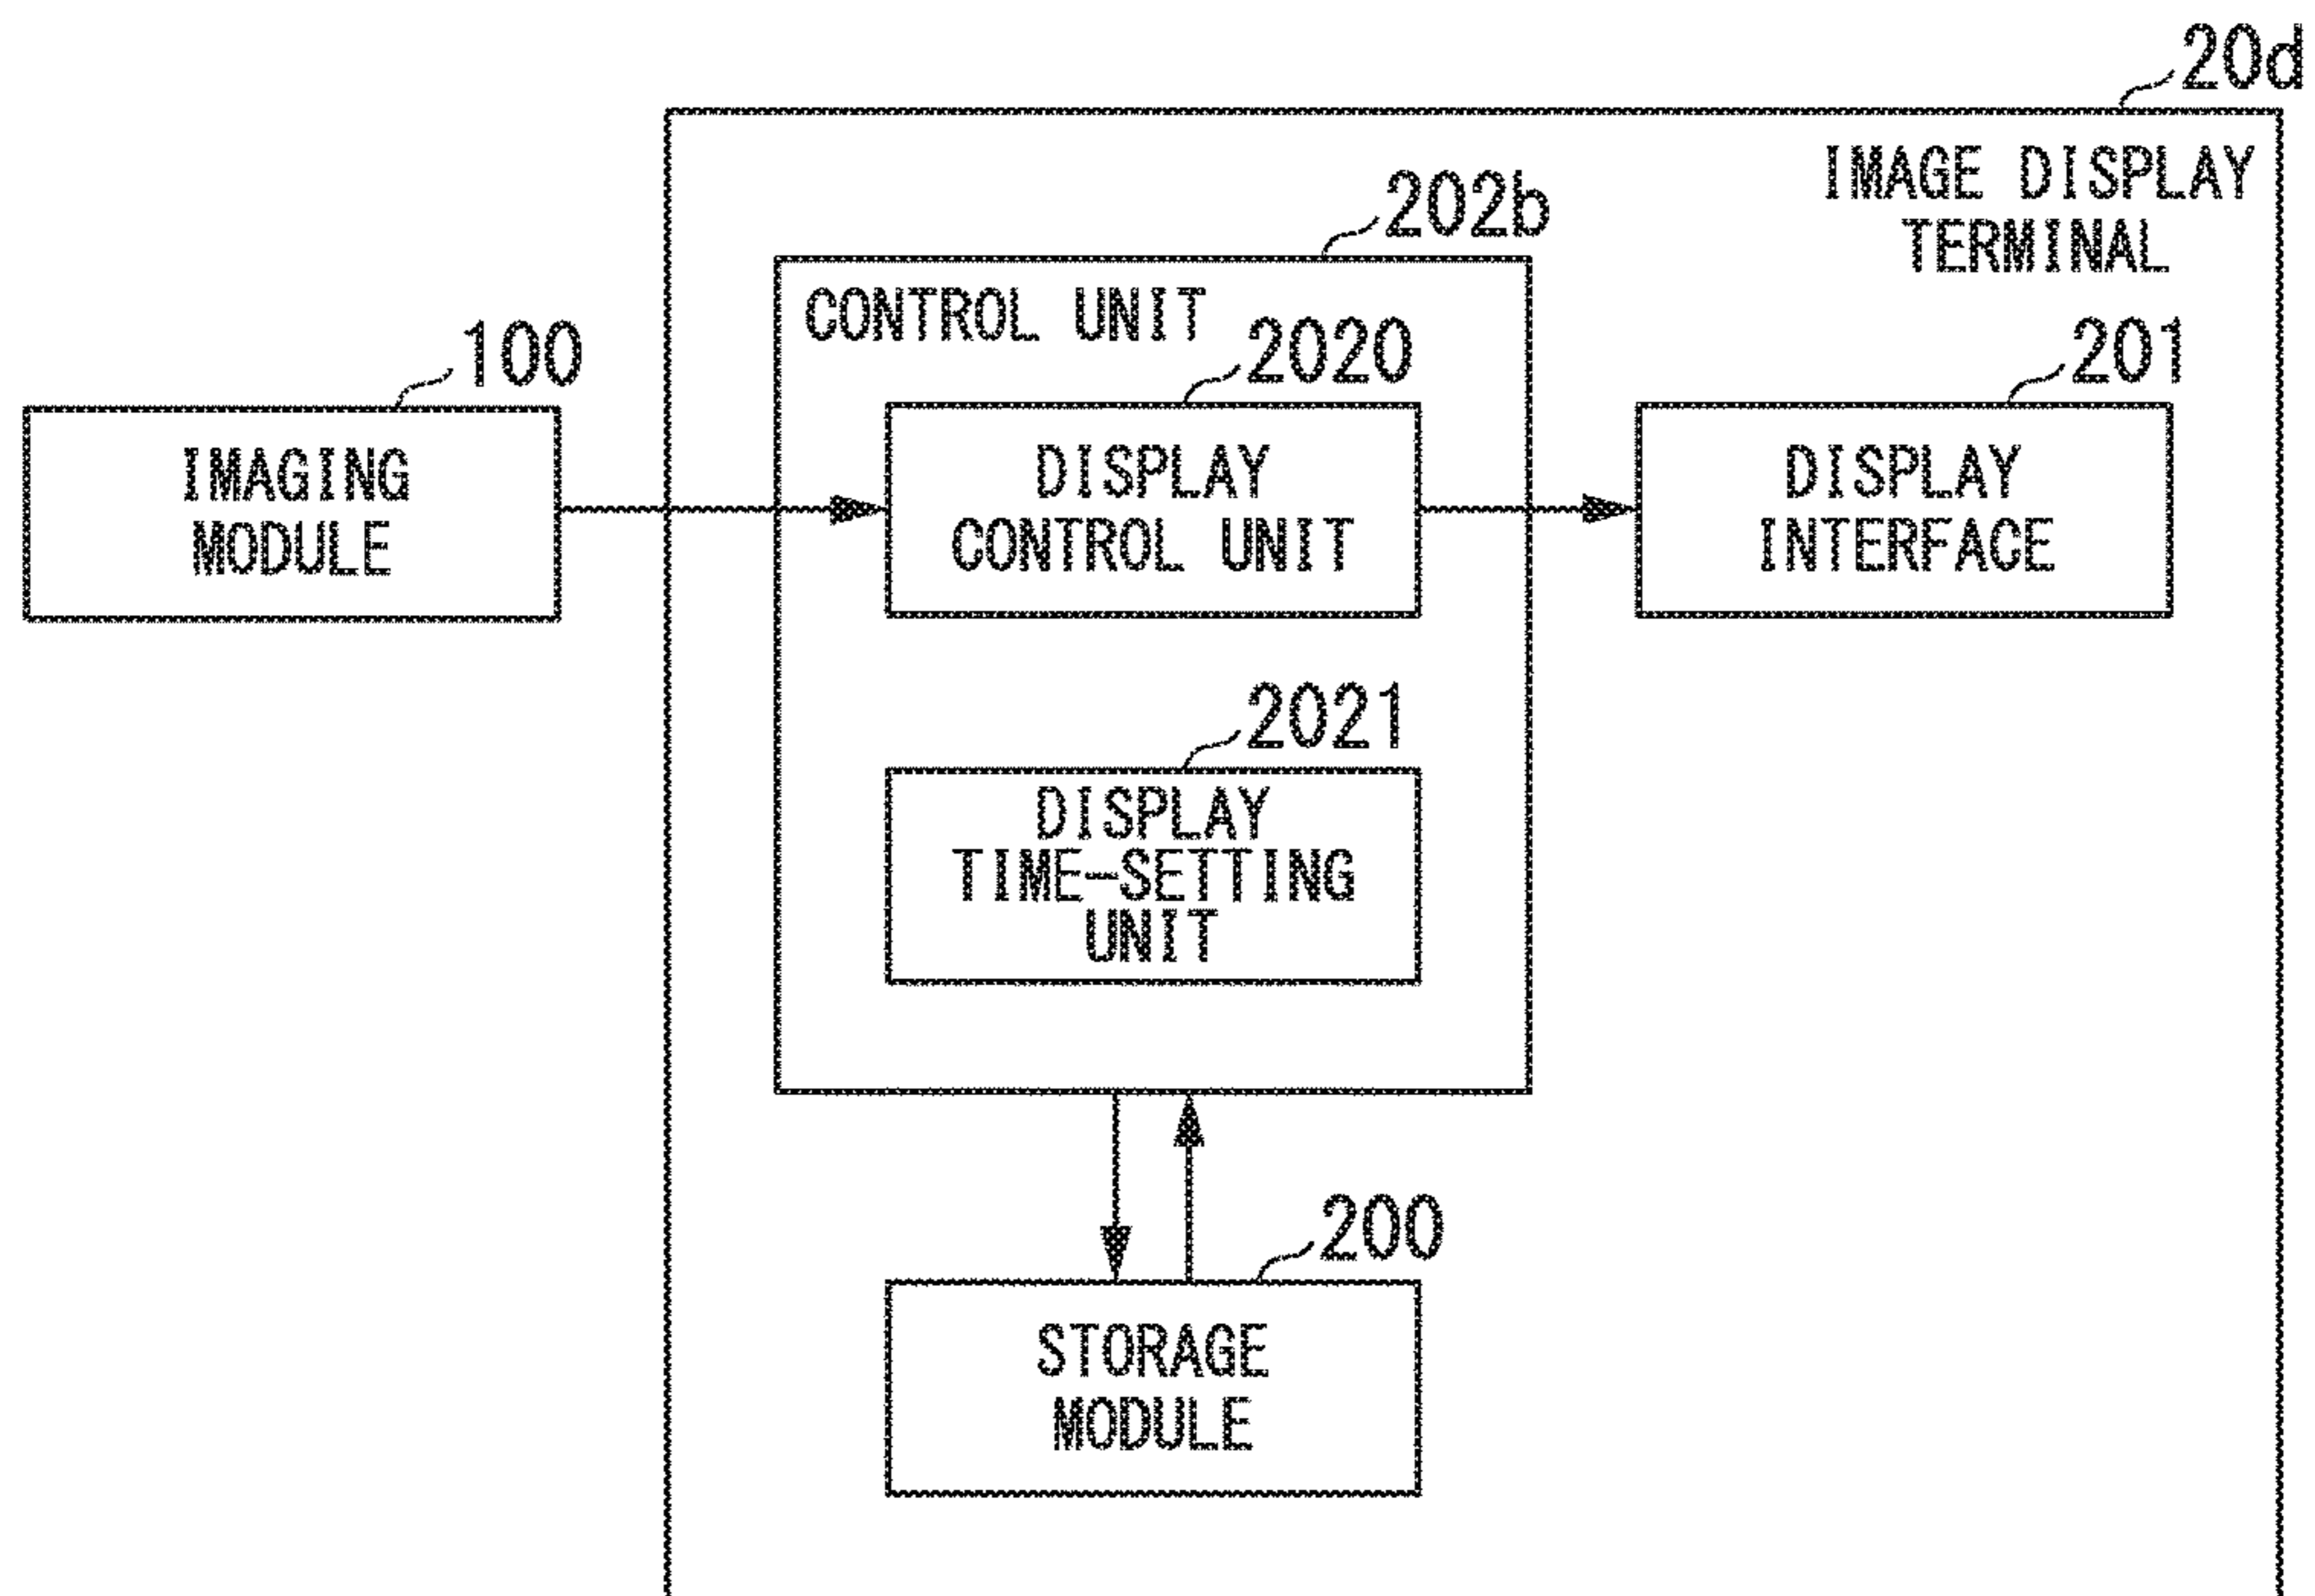 20d
IMAGE DISPLAY
TERMINAL
202b
CONTROL UNIT
100
2020
201
IMAGING
MODULE
DISPLAY
CONTROL UNIT
DISPLAY
INTERFACE
2021
DISPLAY
TIME-SETTING
UNIT
200
STORAGE
MODULE